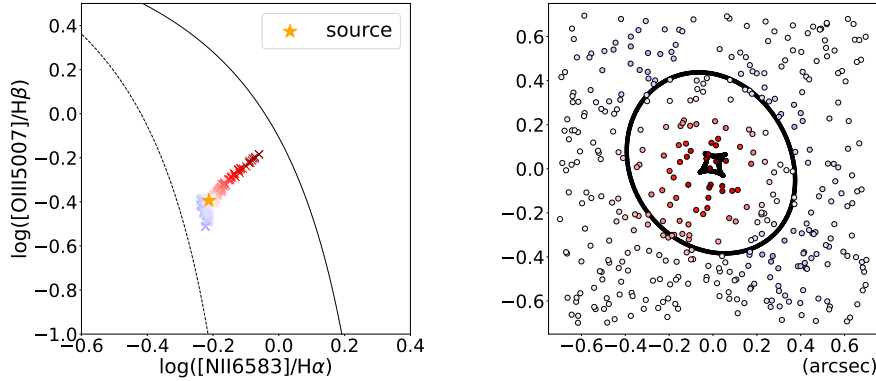 source
log([OIII5007]/Hβ)
0.4
0.2
0.0
−0.2
−0.4
−0.6
−0.8
−1.0
−0.6 −0.4 −0.2 0.0 0.2 0.4
log([NII6583]/Hα)
0.6
0.4
0.2
0.0
−0.2
−0.4
−0.6
−0.6 −0.4 −0.2 0.0 0.2 0.4 0.6
(arcsec)